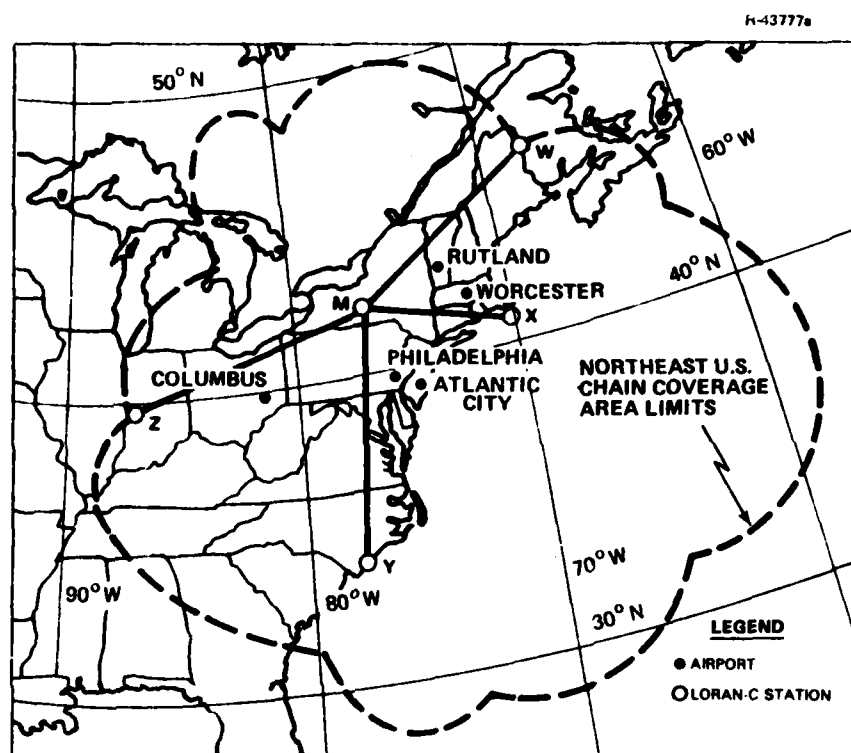 R-43777a
50° N
60° W
W
RUTLAND
40° N
WORCESTER
M
X
PHILADELPHIA
COLUMBUS
ATLANTIC
CITY
NORTHEAST U.S.
CHAIN COVERAGE
AREA LIMITS
Z
Y
70° W
90° W
80° W
30° N
LEGEND
AIRPORT
LORAN-C STATION